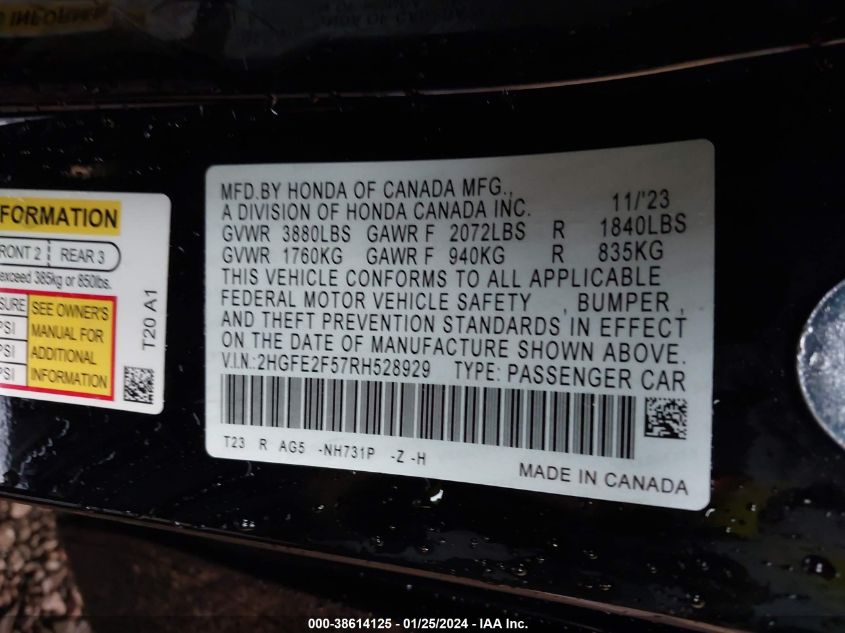 FORMATION
FRONT 2 REAR 3
exceed 385kg or 850lbs.
SURE
PSI
PSI
PSI
SEE OWNER'S
MANUAL FOR
ADDITIONAL
INFORMATION
T20 A1
MFD.BY HONDA OF CANADA MFG., 11/'23
A DIVISION OF HONDA CANADA INC.
GVWR 3880LBS GAWR F 2072LBS R 1840LBS
GVWR 1760KG GAWR F 940KG R 835KG
THIS VEHICLE CONFORMS TO ALL APPLICABLE
FEDERAL MOTOR VEHICLE SAFETY , BUMPER ,
AND THEFT PREVENTION STANDARDS IN EFFECT
ON THE DATE OF MANUFACTURE SHOWN ABOVE.
V.I.N.:2HGFE2F57RH528929 TYPE: PASSENGER CAR
T23 R AG5 -NH731P -Z -H
MADE IN CANADA
000-38614125 - 01/25/2024 - IAA Inc.